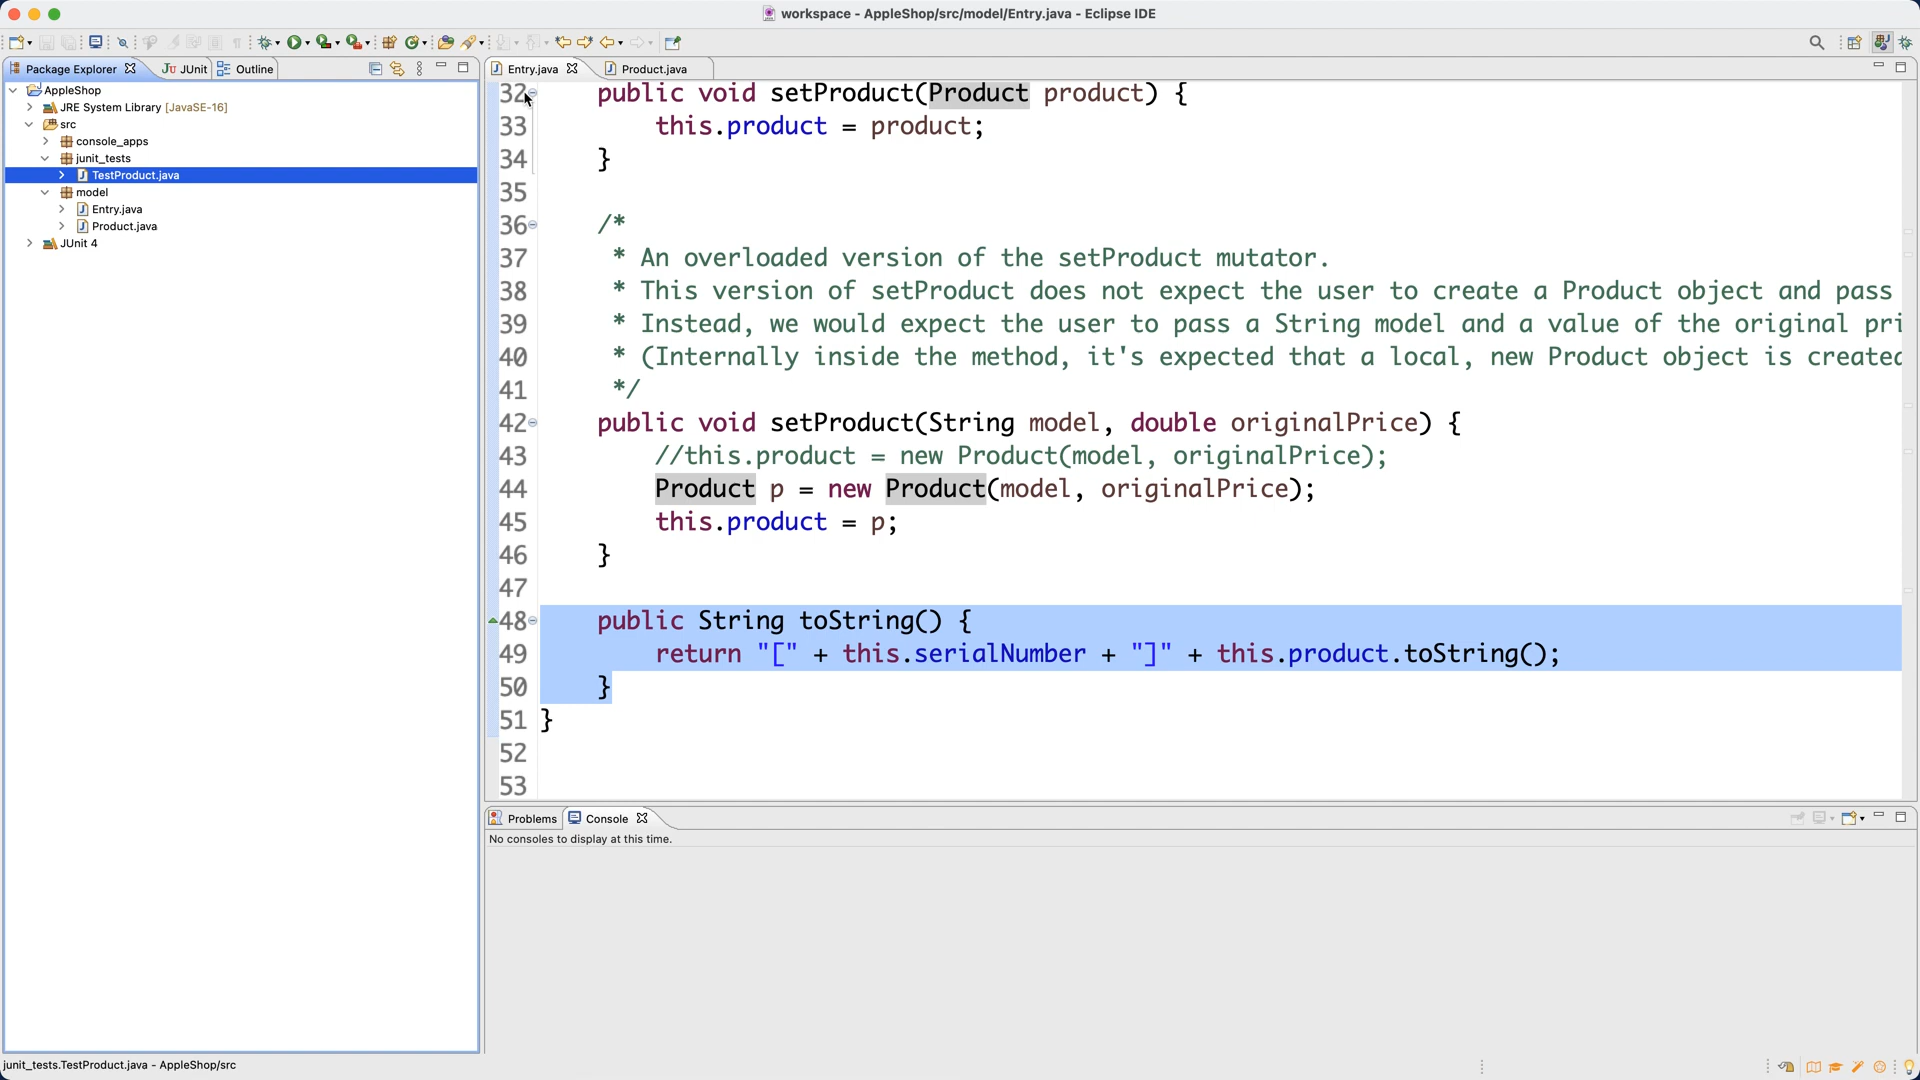 workspace - AppleShop/src/model/Entry.java - Eclipse IDE
Package Explorer
JUnit
Outline
AppleShop
JRE System Library [JavaSE-16]
src
console_apps
junit_tests
TestProduct.java
model
Entry.java
Product.java
JUnit 4
Entry.java
Product.java
32 public void setProduct(Product product) {
33 this.product = product;
34 }
35
36 /*
37 * An overloaded version of the setProduct mutator.
38 * This version of setProduct does not expect the user to create a Product object and pass
39 * Instead, we would expect the user to pass a String model and a value of the original pri
40 * (Internally inside the method, it's expected that a local, new Product object is created
41 */
42 public void setProduct(String model, double originalPrice) {
43 //this.product = new Product(model, originalPrice);
44 Product p = new Product(model, originalPrice);
45 this.product = p;
46 }
47
48 public String toString() {
49 return "[" + this.serialNumber + "]" + this.product.toString();
50 }
51 }
52
53
Problems
Console
No consoles to display at this time.
junit_tests.TestProduct.java - AppleShop/src